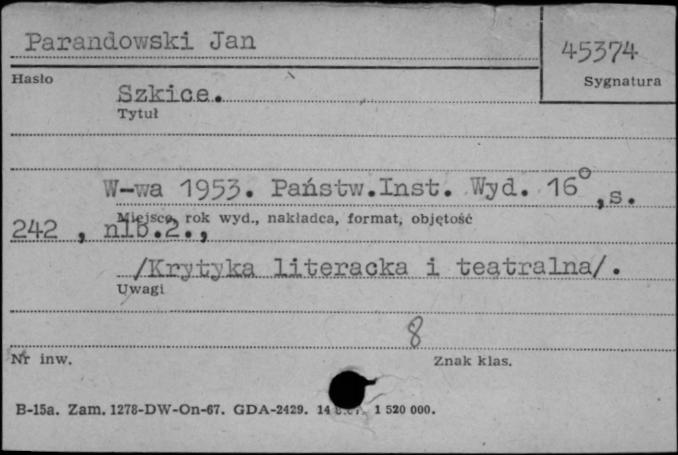 Parandowski Jan
45374
Hasło
Sygnatura
Szkice.
Tytuł
W-wa 1953. Państw.Inst. Wyd. 16°,s.
Miejsce, rok wyd., nakładca, format, objętość
242 , nlb.2.,
/Krytyka literacka i teatralna/.
Uwagi
8
Nr inw.
Znak klas.
B-15a. Zam. 1278-DW-On-67. GDA-2429. 14 1 520 000.